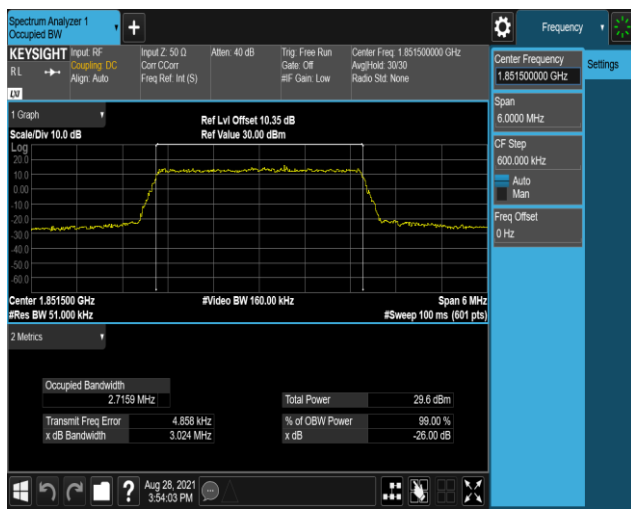 Spectrum Analyzer 1
Occupied BW
Frequency
KEYSIGHT
RL
LXI
Input: RF
Coupling: DC
Align: Auto
Input Z: 50 Ω
Corr CCorr
Freq Ref: Int (S)
Atten: 40 dB
Trig: Free Run
Gate: Off
#IF Gain: Low
Center Freq: 1.851500000 GHz
Avg|Hold: 30/30
Radio Std: None
Center Frequency
1.851500000 GHz
Settings
Span
6.0000 MHz
CF Step
600.000 kHz
Auto
Man
Freq Offset
0 Hz
1 Graph
Scale/Div 10.0 dB
Ref Lvl Offset 10.35 dB
Ref Value 30.00 dBm
Log
20.0
10.0
0.00
-10.0
-20.0
-30.0
-40.0
-50.0
-60.0
Center 1.851500 GHz
#Video BW 160.00 kHz
Span 6 MHz
#Res BW 51.000 kHz
#Sweep 100 ms (601 pts)
2 Metrics
Occupied Bandwidth
2.7159 MHz
Total Power 29.6 dBm
Transmit Freq Error 4.858 kHz
% of OBW Power 99.00 %
x dB Bandwidth 3.024 MHz
x dB -26.00 dB
?
Aug 28, 2021
3:54:03 PM